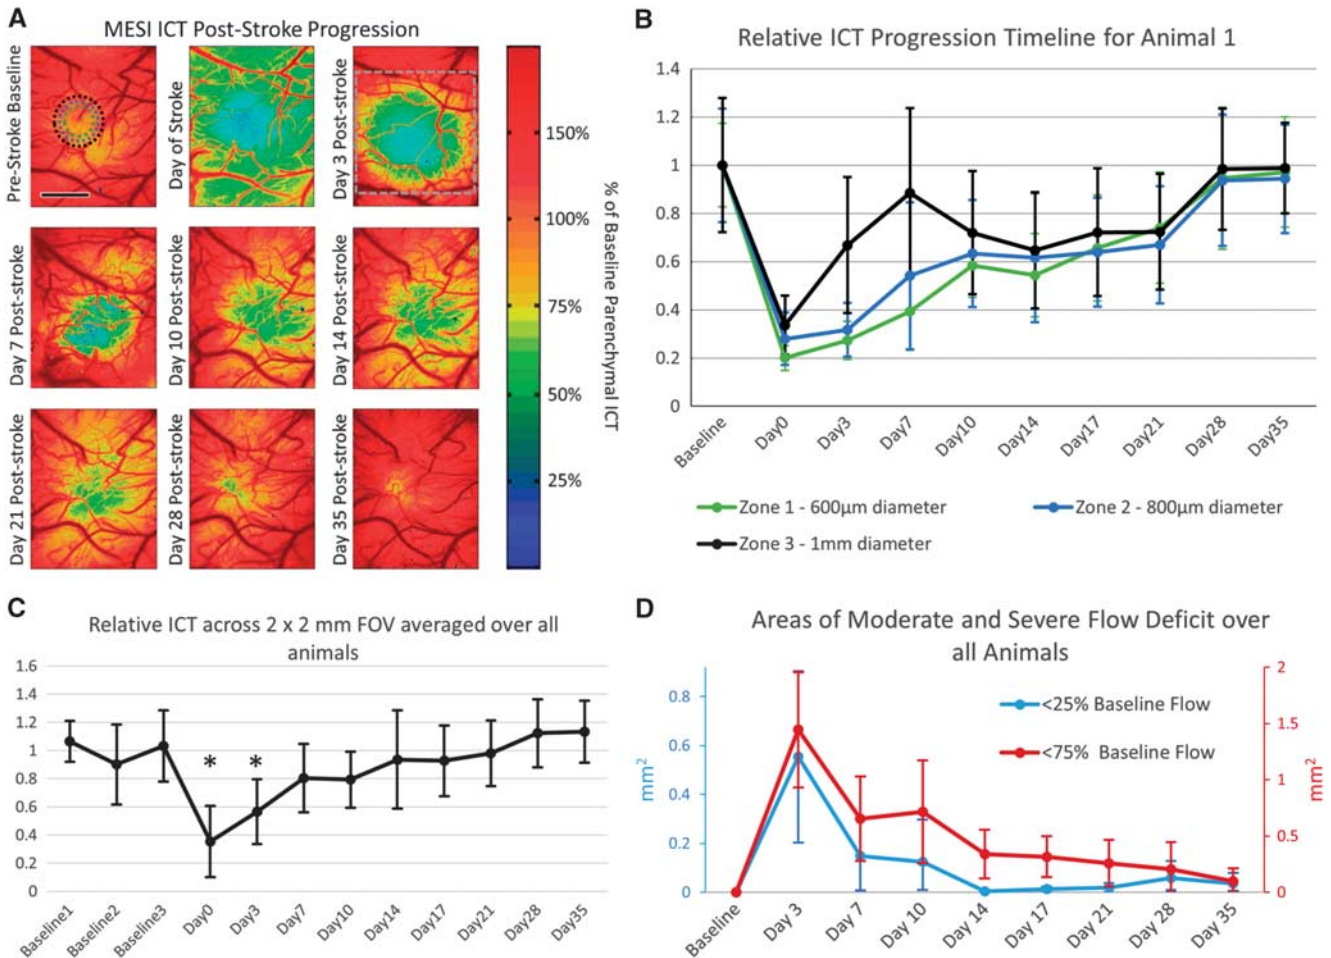 A
MESI ICT Post-Stroke Progression
Pre-Stroke Baseline
Day of Stroke
Day 3 Post-stroke
Day 7 Post-stroke
Day 10 Post-stroke
Day 14 Post-stroke
Day 21 Post-stroke
Day 28 Post-stroke
Day 35 Post-stroke
150%
100%
75%
50%
25%
% of Baseline Parenchymal ICT
B
Relative ICT Progression Timeline for Animal 1
1.4
1.2
1
0.8
0.6
0.4
0.2
0
Baseline
Day0
Day3
Day7
Day10
Day14
Day17
Day21
Day28
Day35
Zone 1 - 600μm diameter
Zone 2 - 800μm diameter
Zone 3 - 1mm diameter
C
Relative ICT across 2 x 2 mm FOV averaged over all
animals
1.6
1.4
1.2
1
0.8
0.6
0.4
0.2
0
* *
Baseline1
Baseline2
Baseline3
Day0
Day3
Day7
Day10
Day14
Day17
Day21
Day28
Day35
D
Areas of Moderate and Severe Flow Deficit over
all Animals
mm²
0.8
0.6
0.4
0.2
0
<25% Baseline Flow
<75% Baseline Flow
2
1.5
1
0.5
0
mm²
Baseline
Day 3
Day 7
Day 10
Day 14
Day 17
Day 21
Day 28
Day 35